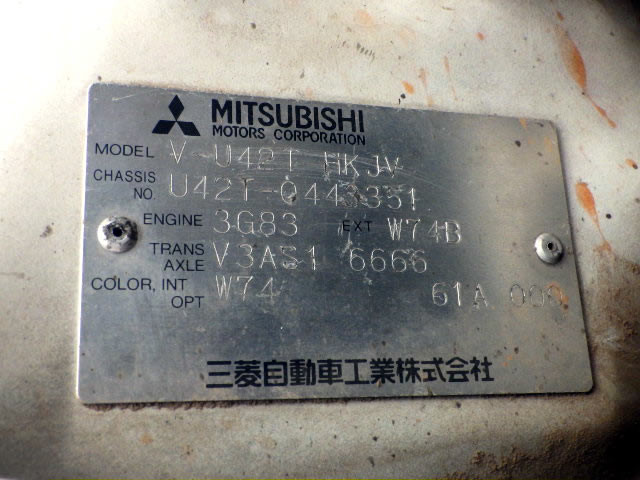 MITSUBISHI
MOTORS CORPORATION
MODEL V-U42T HKJV
CHASSIS NO. U42T-0443351
ENGINE 3G83 EXT W74B
TRANS AXLE V3AS1 6666
COLOR, INT OPT W74 61A 000
三菱自動車工業株式会社